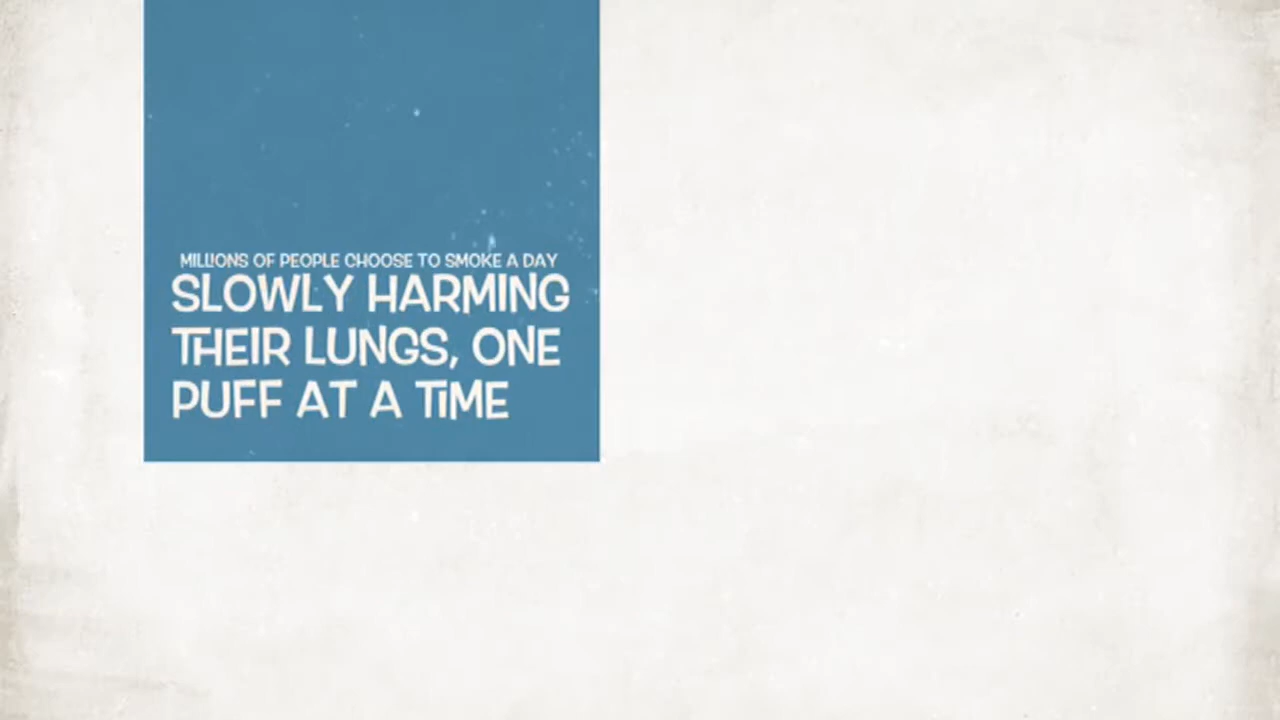 MILLIONS OF PEOPLE CHOOSE TO SMOKE A DAY
SLOWLY HARMING
THEIR LUNGS, ONE
PUFF AT A TIME